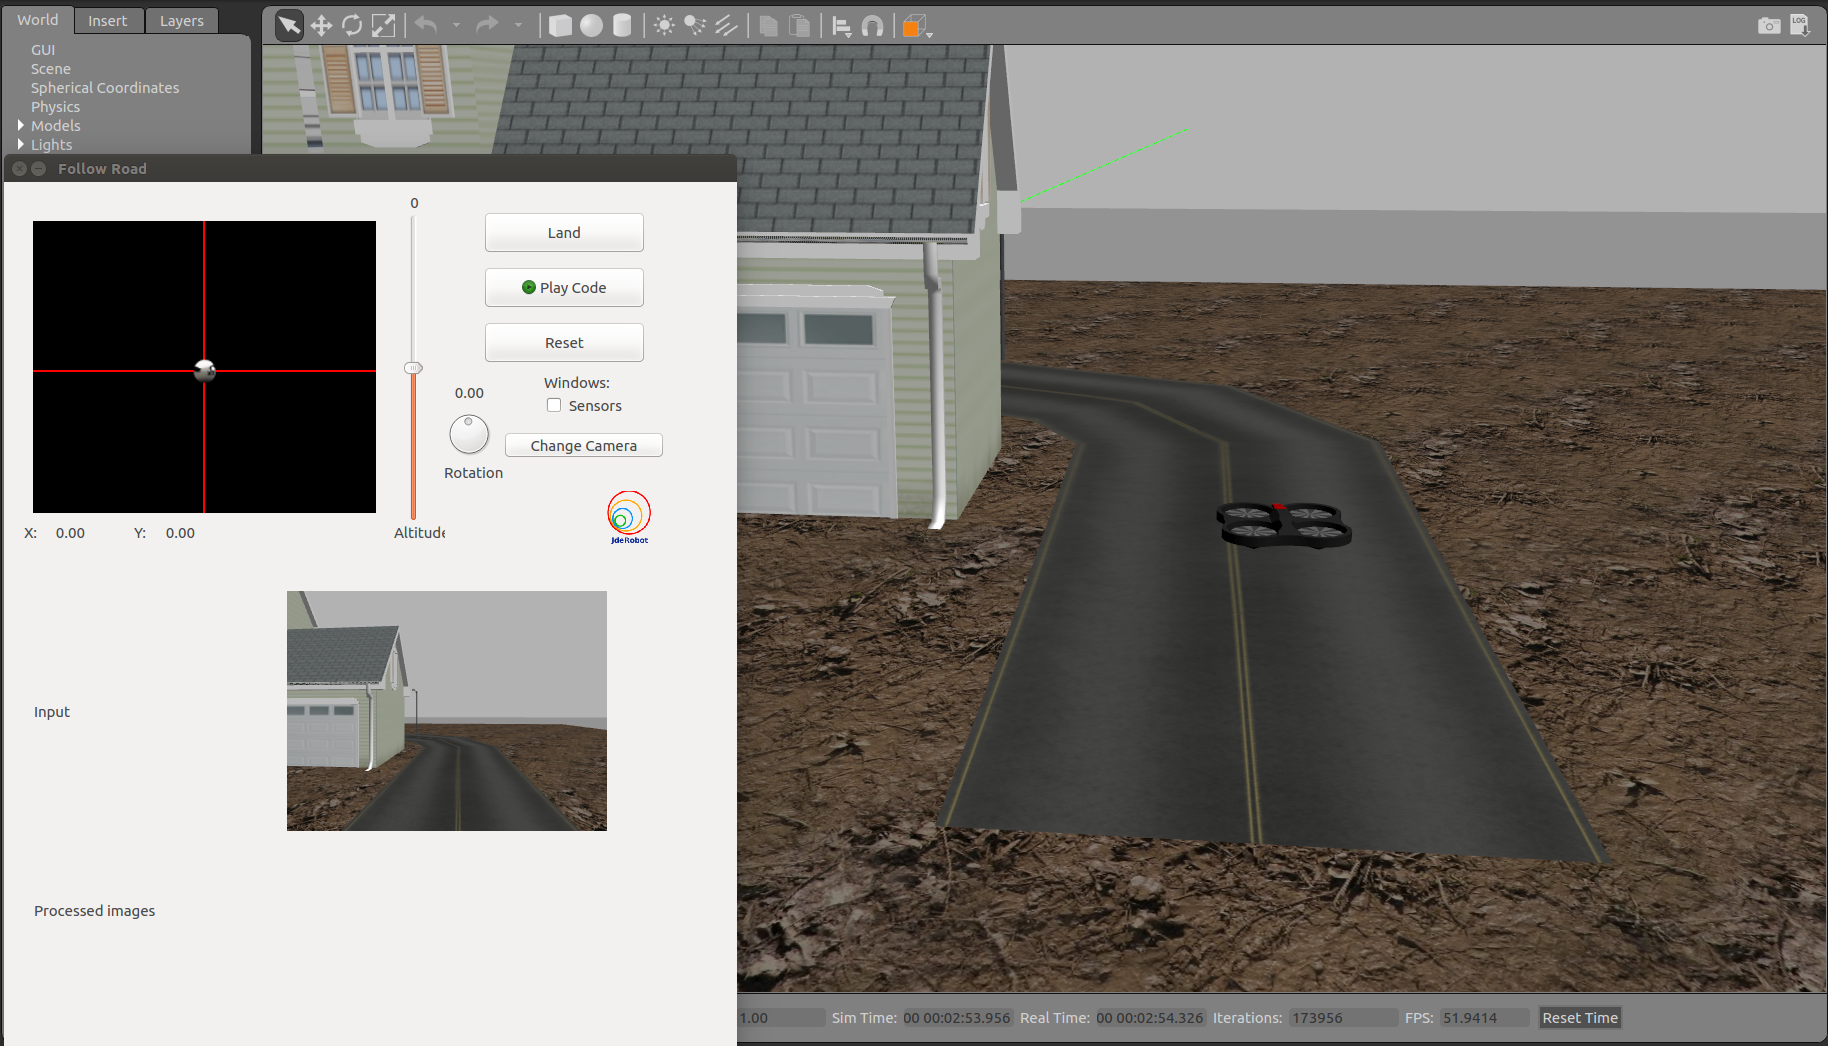 World Insert Layers
LOG
GUI
Scene
Spherical Coordinates
Physics
Models
Lights
Follow Road
0
Land
Play Code
Reset
0.00
Windows:
Sensors
Change Camera
Rotation
X: 0.00 Y: 0.00
Altitude
JdeRobot
Input
Processed images
1.00 Sim Time: 00 00:02:53.956 Real Time: 00 00:02:54.326 Iterations: 173956 FPS: 51.9414 Reset Time